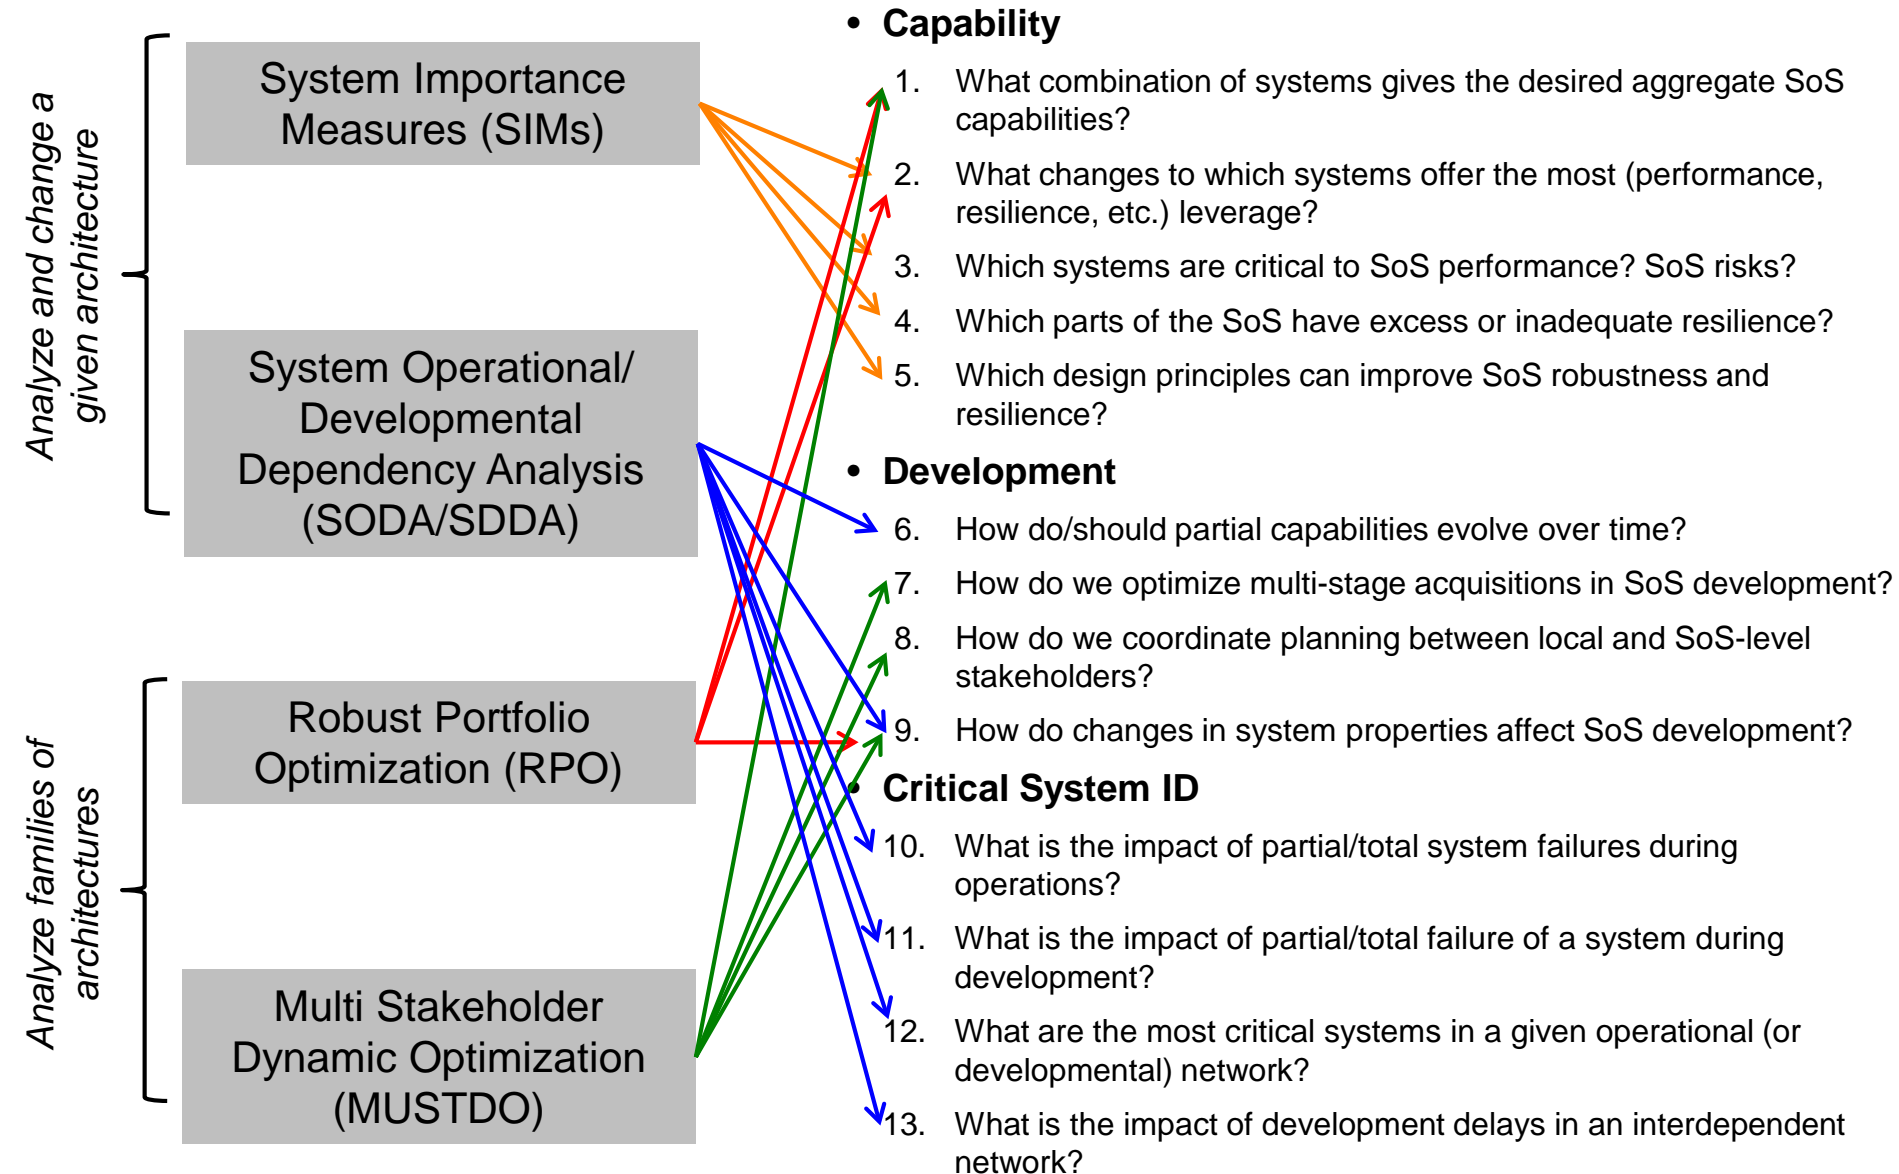 Analyze and change a
given architecture
System Importance
Measures (SIMs)
System Operational/
Developmental
Dependency Analysis
(SODA/SDDA)
Analyze families of
architectures
Robust Portfolio
Optimization (RPO)
Multi Stakeholder
Dynamic Optimization
(MUSTDO)
• Capability
1. What combination of systems gives the desired aggregate SoS
capabilities?
2. What changes to which systems offer the most (performance,
resilience, etc.) leverage?
3. Which systems are critical to SoS performance? SoS risks?
4. Which parts of the SoS have excess or inadequate resilience?
5. Which design principles can improve SoS robustness and
resilience?
• Development
6. How do/should partial capabilities evolve over time?
7. How do we optimize multi-stage acquisitions in SoS development?
8. How do we coordinate planning between local and SoS-level
stakeholders?
9. How do changes in system properties affect SoS development?
• Critical System ID
10. What is the impact of partial/total system failures during
operations?
11. What is the impact of partial/total failure of a system during
development?
12. What are the most critical systems in a given operational (or
developmental) network?
13. What is the impact of development delays in an interdependent
network?